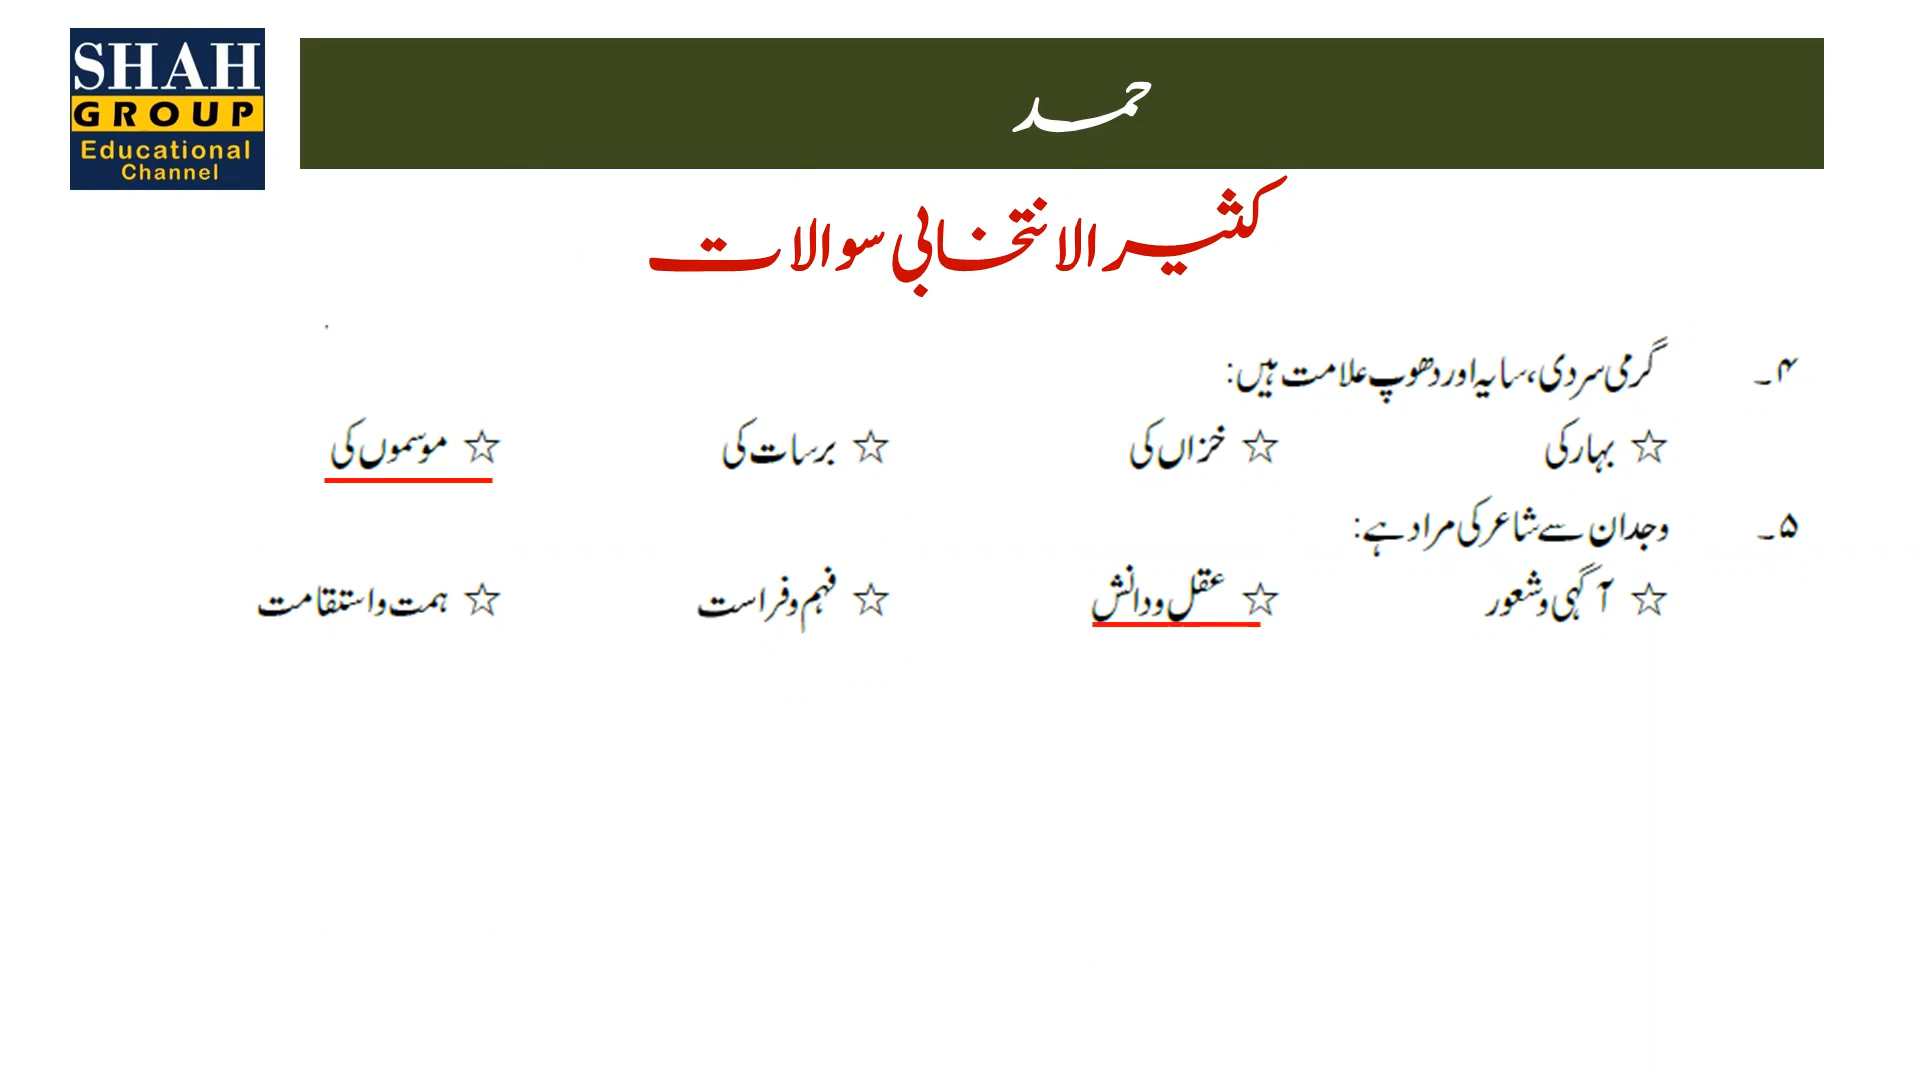 SHAH
GROUP
Educational
Channel
حمد
کثیر الانتخابی سوالات
۴۔ گرمی سردی، سایہ اور دھوپ علامت ہیں:
☆ بہار کی ☆ خزاں کی ☆ برسات کی ☆ موسموں کی
۵۔ وجدان سے شاعر کی مراد ہے:
☆ آگہی و شعور ☆ عقل و دانش ☆ فہم و فراست ☆ ہمت و استقامت